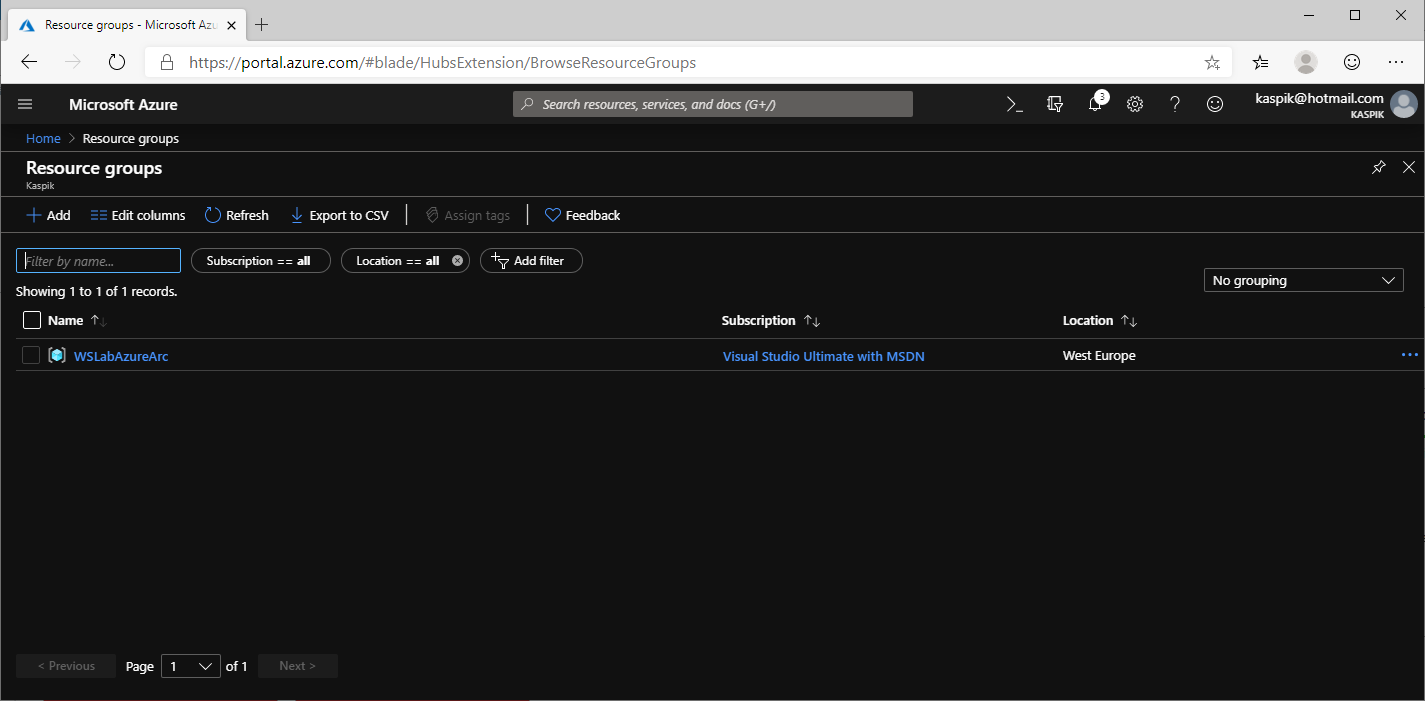 Resource groups - Microsoft Azu
https://portal.azure.com/#blade/HubsExtension/BrowseResourceGroups
Microsoft Azure
Search resources, services, and docs (G+/)
3
kaspik@hotmail.com
KASPIK
Home > Resource groups
Resource groups
Kaspik
Add Edit columns Refresh Export to CSV Assign tags Feedback
Filter by name... Subscription == all Location == all Add filter
No grouping
Showing 1 to 1 of 1 records.
Name Subscription Location
WSLabAzureArc Visual Studio Ultimate with MSDN West Europe
< Previous Page 1 of 1 Next >